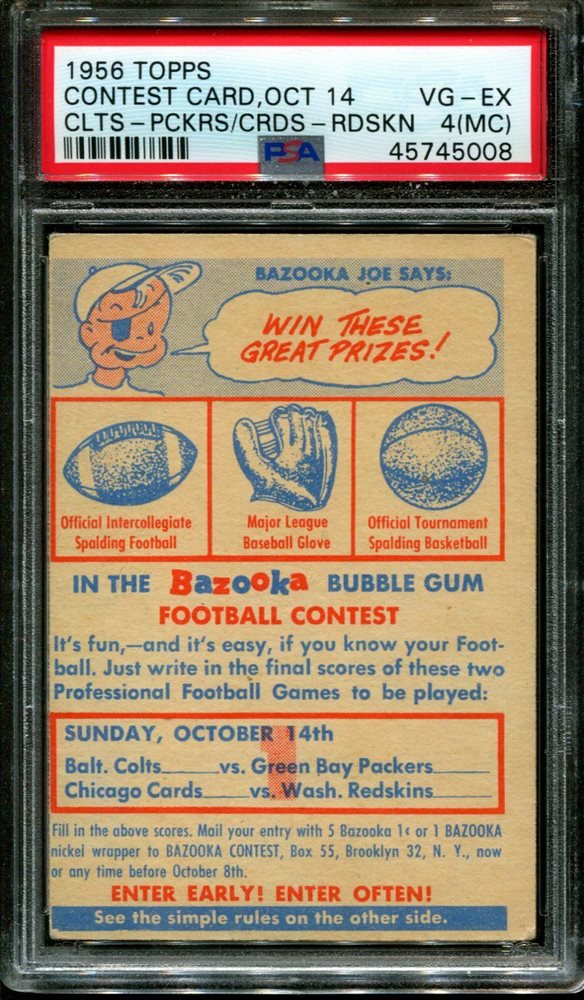 1956 TOPPS
CONTEST CARD,OCT 14 VG-EX
CLTS-PCKRS/CRDS-RDSKN 4(MC)
PSA 45745008
BAZOOKA JOE SAYS:
WIN THESE
GREAT PRIZES!
Official Intercollegiate
Spalding Football
Major League
Baseball Glove
Official Tournament
Spalding Basketball
IN THE Bazooka BUBBLE GUM
FOOTBALL CONTEST
It's fun,—and it's easy, if you know your Foot-
ball. Just write in the final scores of these two
Professional Football Games to be played:
SUNDAY, OCTOBER 14th
1
Balt. Colts_____vs. Green Bay Packers_____
Chicago Cards_____vs. Wash. Redskins_____
Fill in the above scores. Mail your entry with 5 Bazooka 1¢ or 1 BAZOOKA
nickel wrapper to BAZOOKA CONTEST, Box 55, Brooklyn 32, N. Y., now
or any time before October 8th.
ENTER EARLY! ENTER OFTEN!
See the simple rules on the other side.